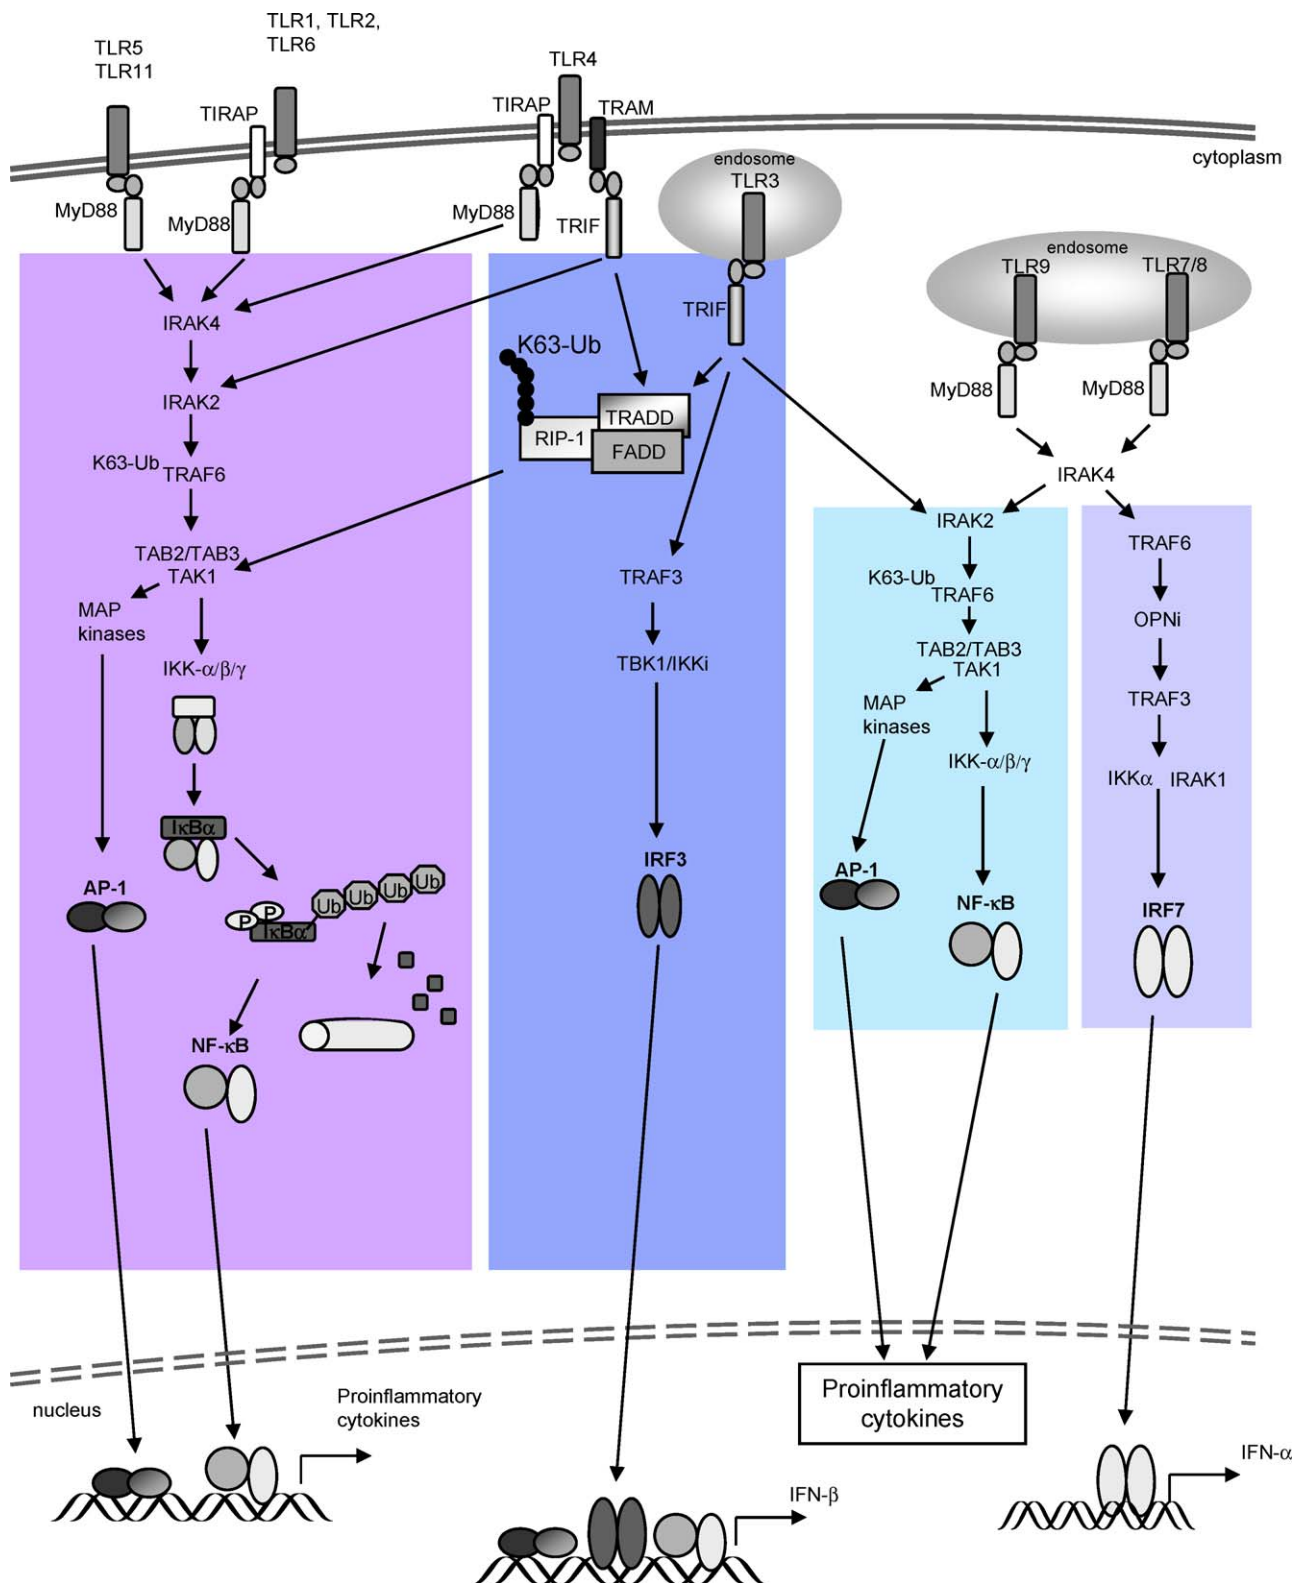 TLR5
TLR11
TLR1, TLR2,
TLR6
TIRAP
MyD88
MyD88
TLR4
TIRAP
TRAM
MyD88
TRIF
endosome
TLR3
TRIF
cytoplasm
endosome
TLR9
TLR7/8
MyD88
MyD88
IRAK4
IRAK4
IRAK2
K63-Ub
TRAF6
TAB2/TAB3
TAK1
MAP
kinases
IKK-α/β/γ
IκBα
AP-1
P
P
IκBα
Ub
Ub
Ub
Ub
NF-κB
K63-Ub
TRADD
RIP-1
FADD
TRAF3
TBK1/IKKi
IRF3
IRAK2
K63-Ub
TRAF6
TAB2/TAB3
TAK1
MAP
kinases
IKK-α/β/γ
AP-1
NF-κB
TRAF6
OPNi
TRAF3
IKKα
IRAK1
IRF7
nucleus
Proinflammatory
cytokines
IFN-β
Proinflammatory
cytokines
IFN-α